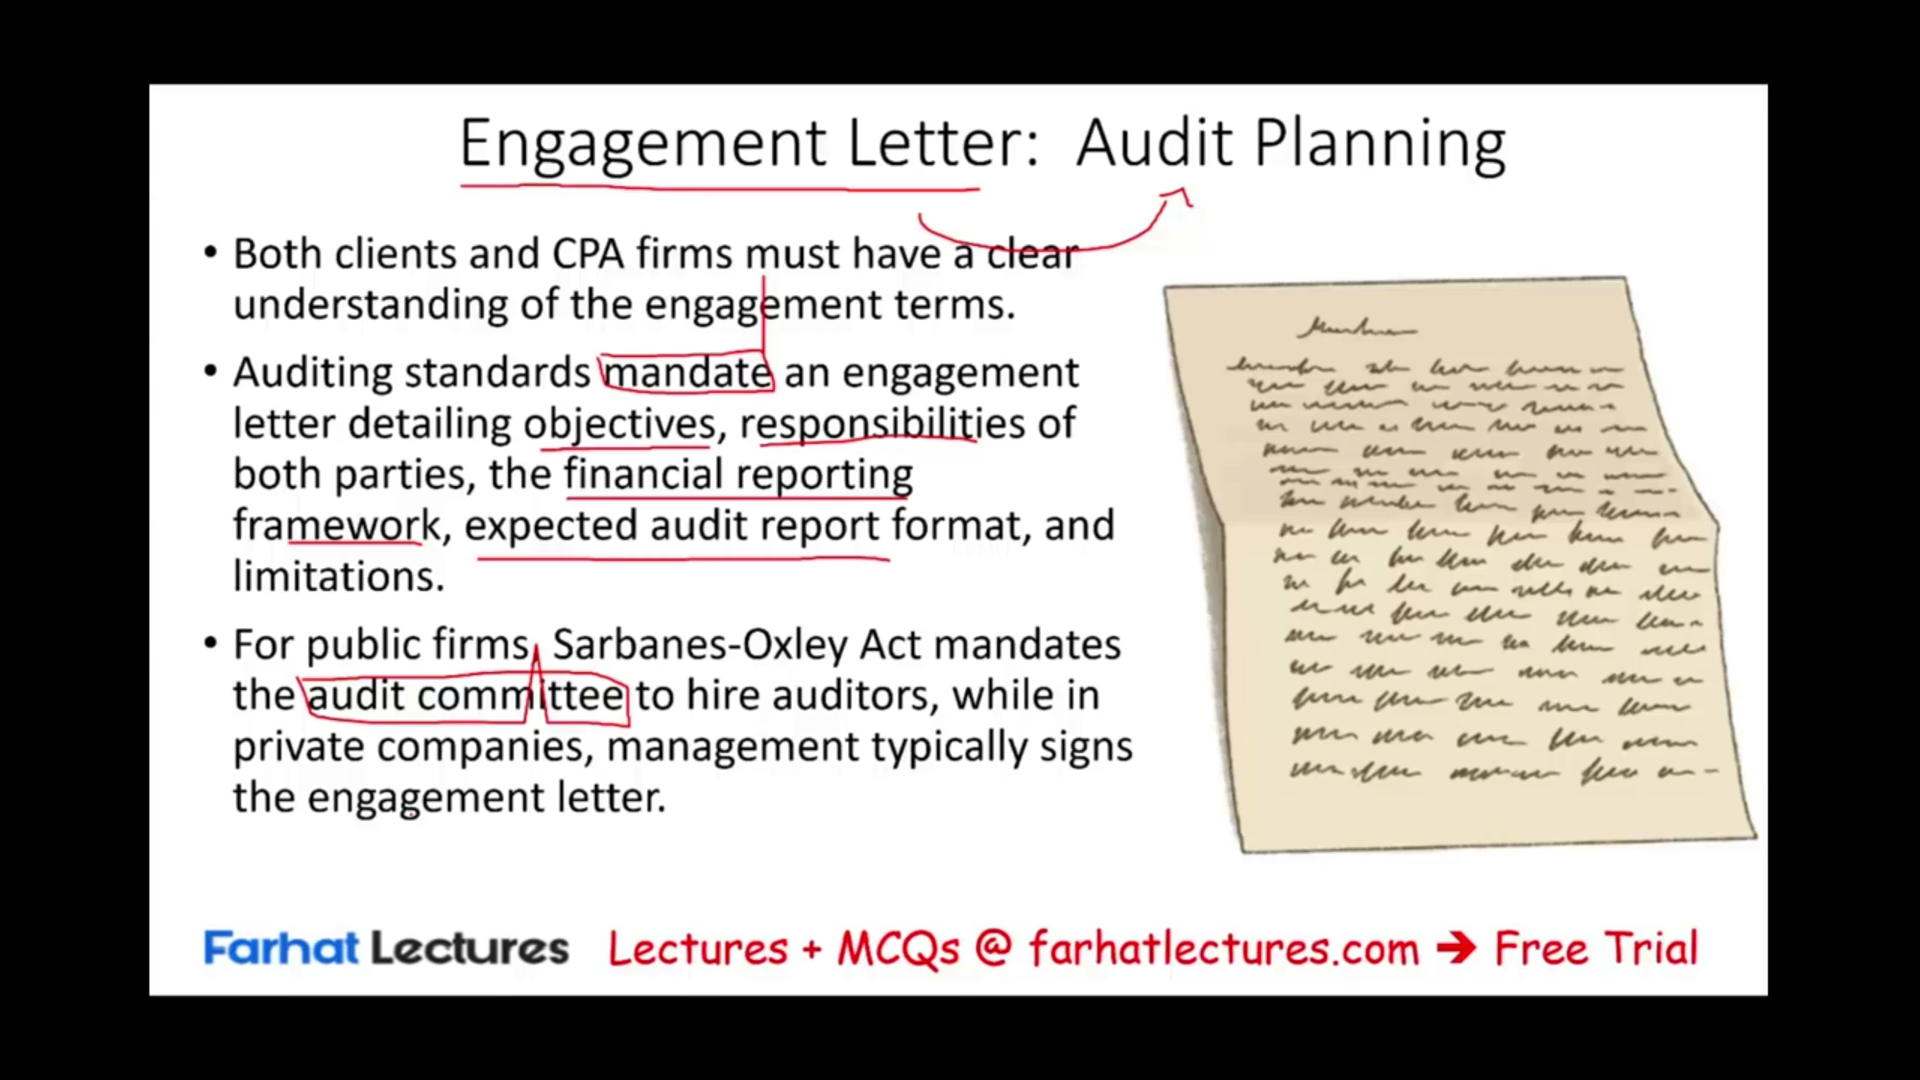 Engagement Letter: Audit Planning
• Both clients and CPA firms must have a clear
understanding of the engagement terms.
• Auditing standards mandate an engagement
letter detailing objectives, responsibilities of
both parties, the financial reporting
framework, expected audit report format, and
limitations.
• For public firms, Sarbanes-Oxley Act mandates
the audit committee to hire auditors, while in
private companies, management typically signs
the engagement letter.
Farhat Lectures Lectures + MCQs @ farhatlectures.com ➔ Free Trial